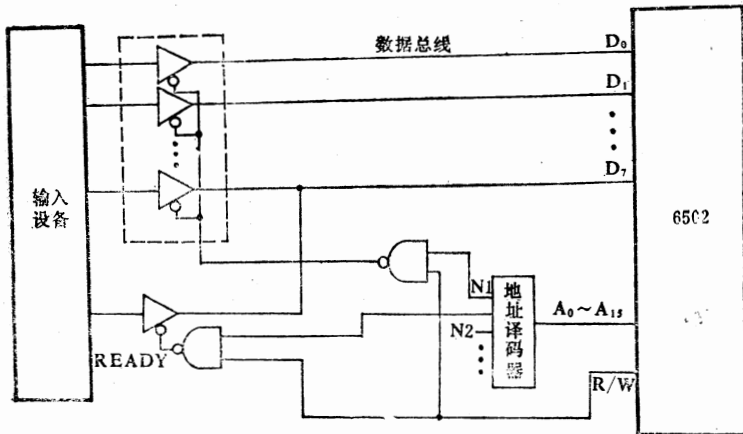 数据总线
D₀
D₁
D₇
输入
设备
6502
N1
地址译码器
A₀～A₁₅
N2
READY
R/W